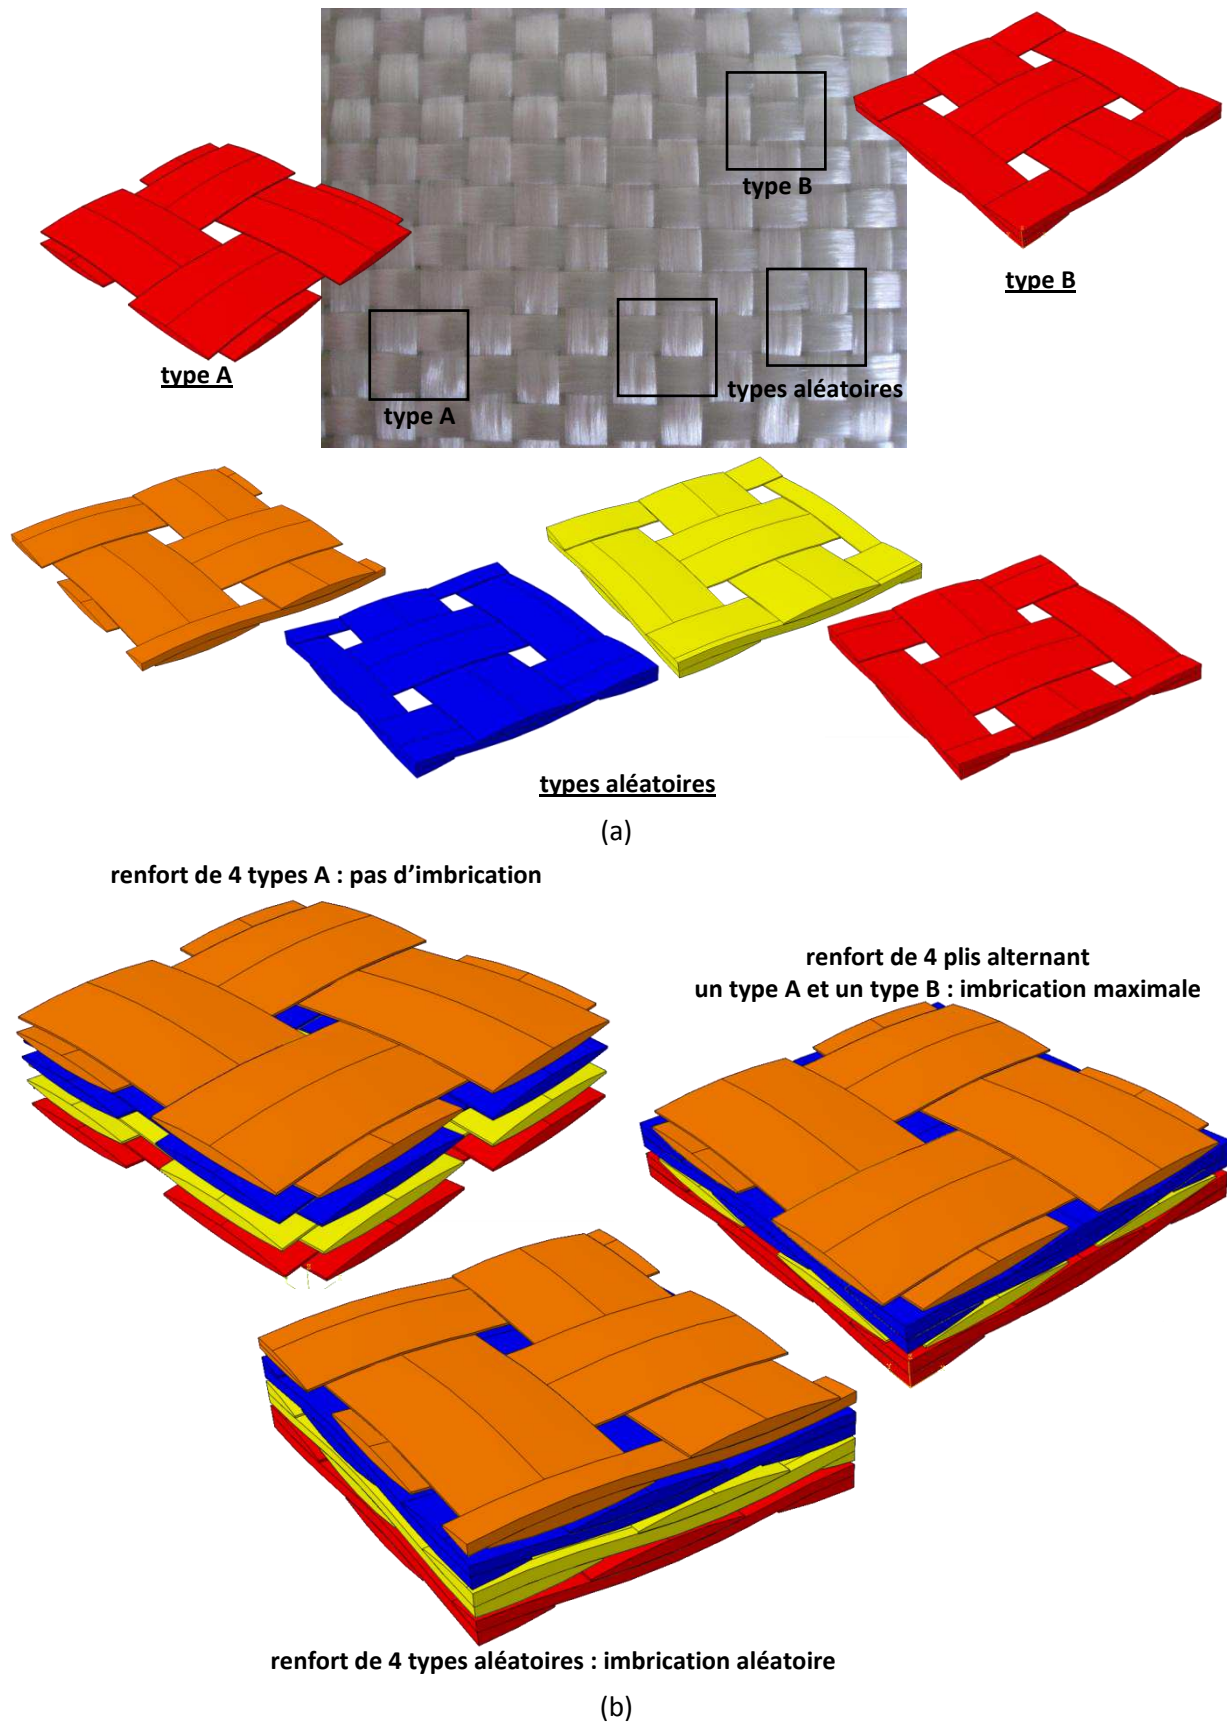 type B
type B
type A
types aléatoires
type A
types aléatoires
(a)
renfort de 4 types A : pas d’imbrication
renfort de 4 plis alternant
un type A et un type B : imbrication maximale
renfort de 4 types aléatoires : imbrication aléatoire
(b)